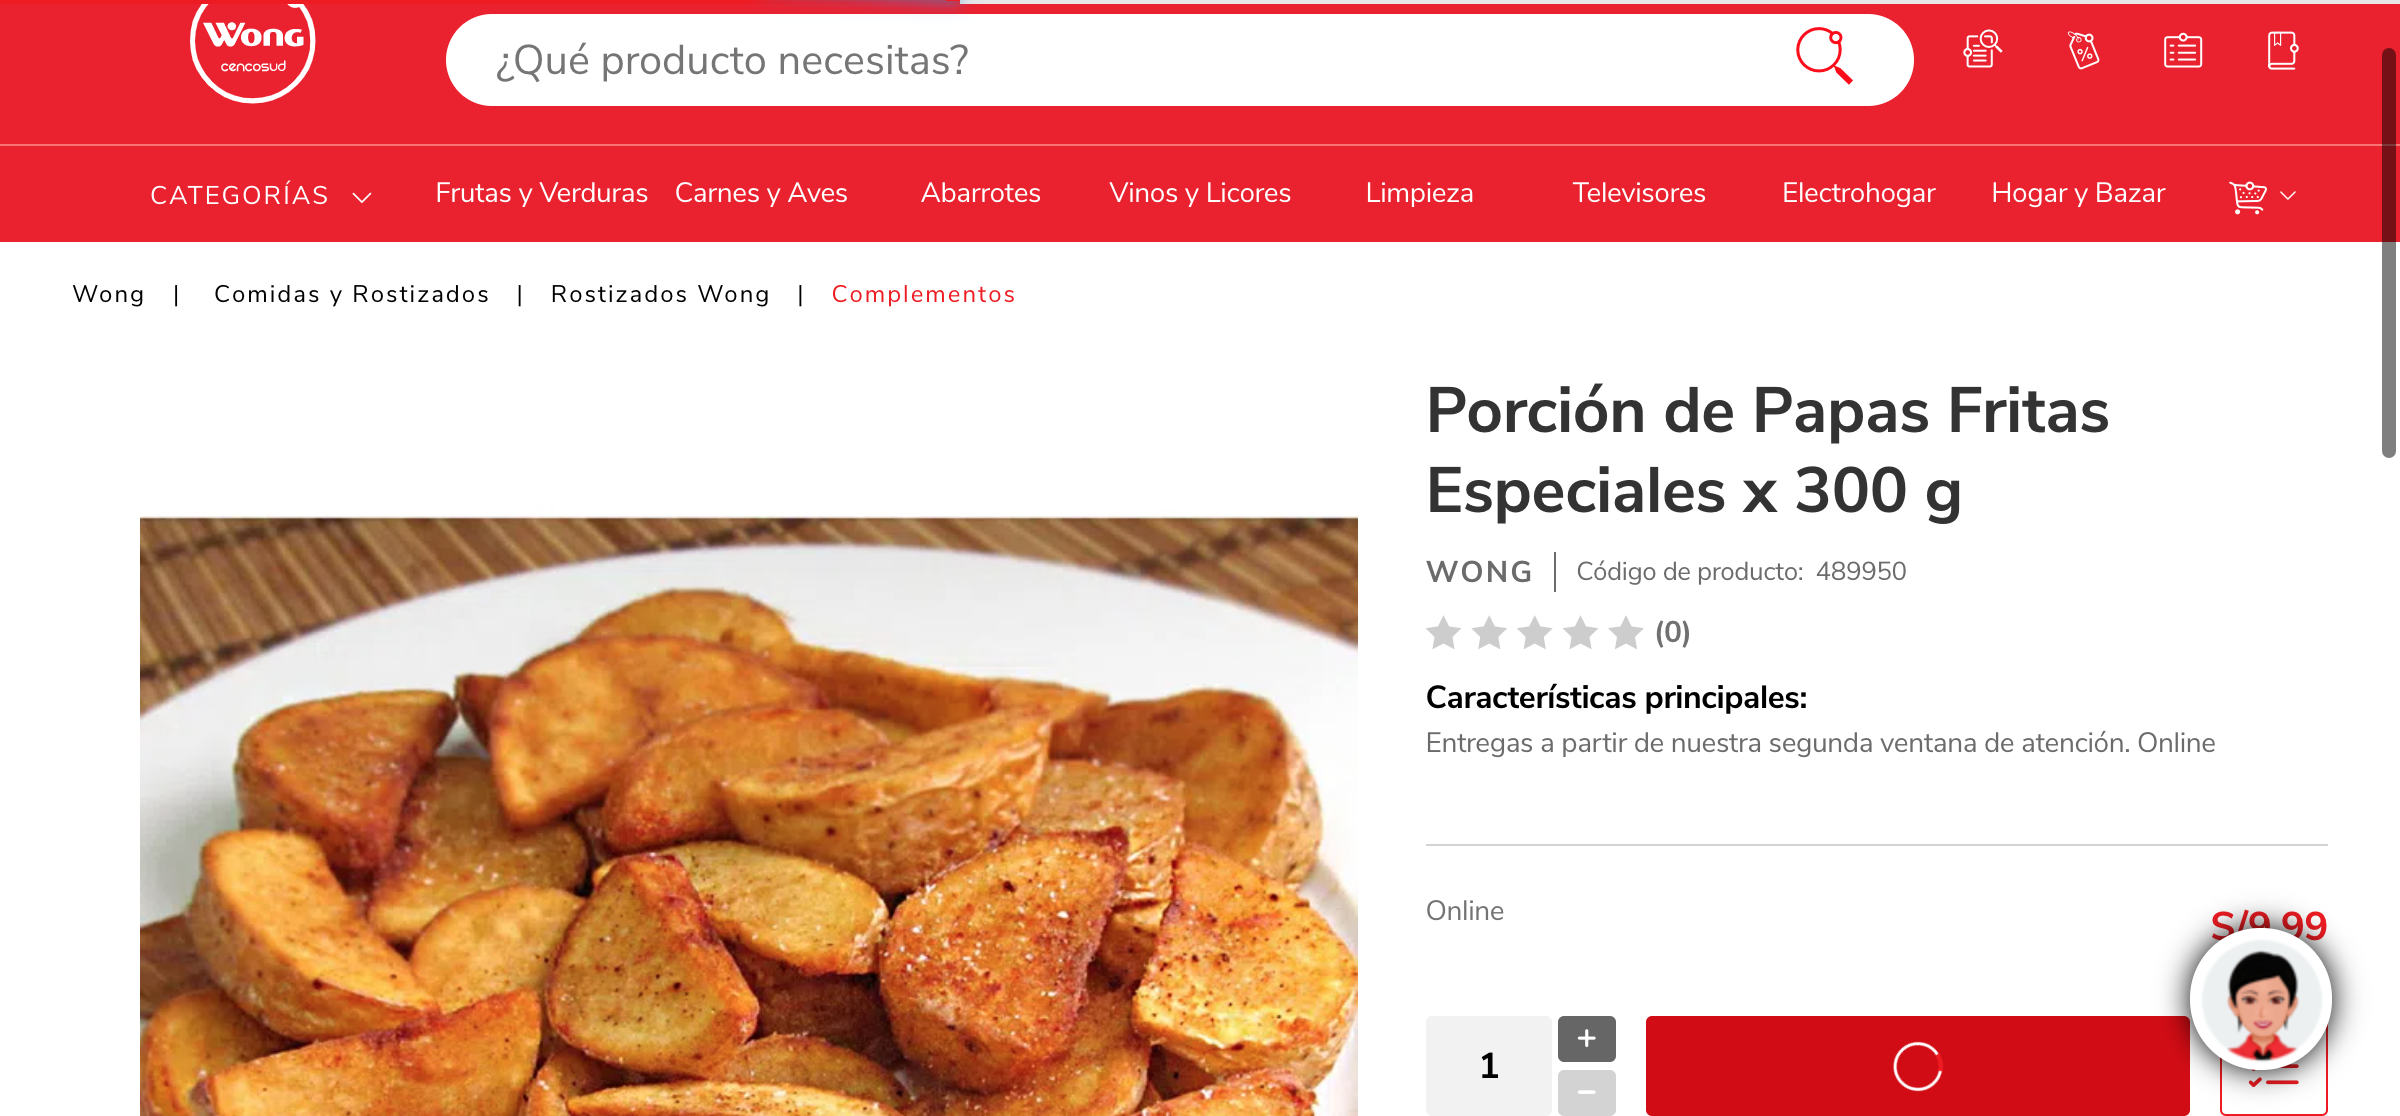 Wong
cencosud
¿Qué producto necesitas?
CATEGORÍAS
Frutas y Verduras
Carnes y Aves
Abarrotes
Vinos y Licores
Limpieza
Televisores
Electrohogar
Hogar y Bazar
Wong | Comidas y Rostizados | Rostizados Wong | Complementos
Porción de Papas Fritas
Especiales x 300 g
WONG | Código de producto: 489950
(0)
Características principales:
Entregas a partir de nuestra segunda ventana de atención. Online
Online
S/9.99
1
+
−